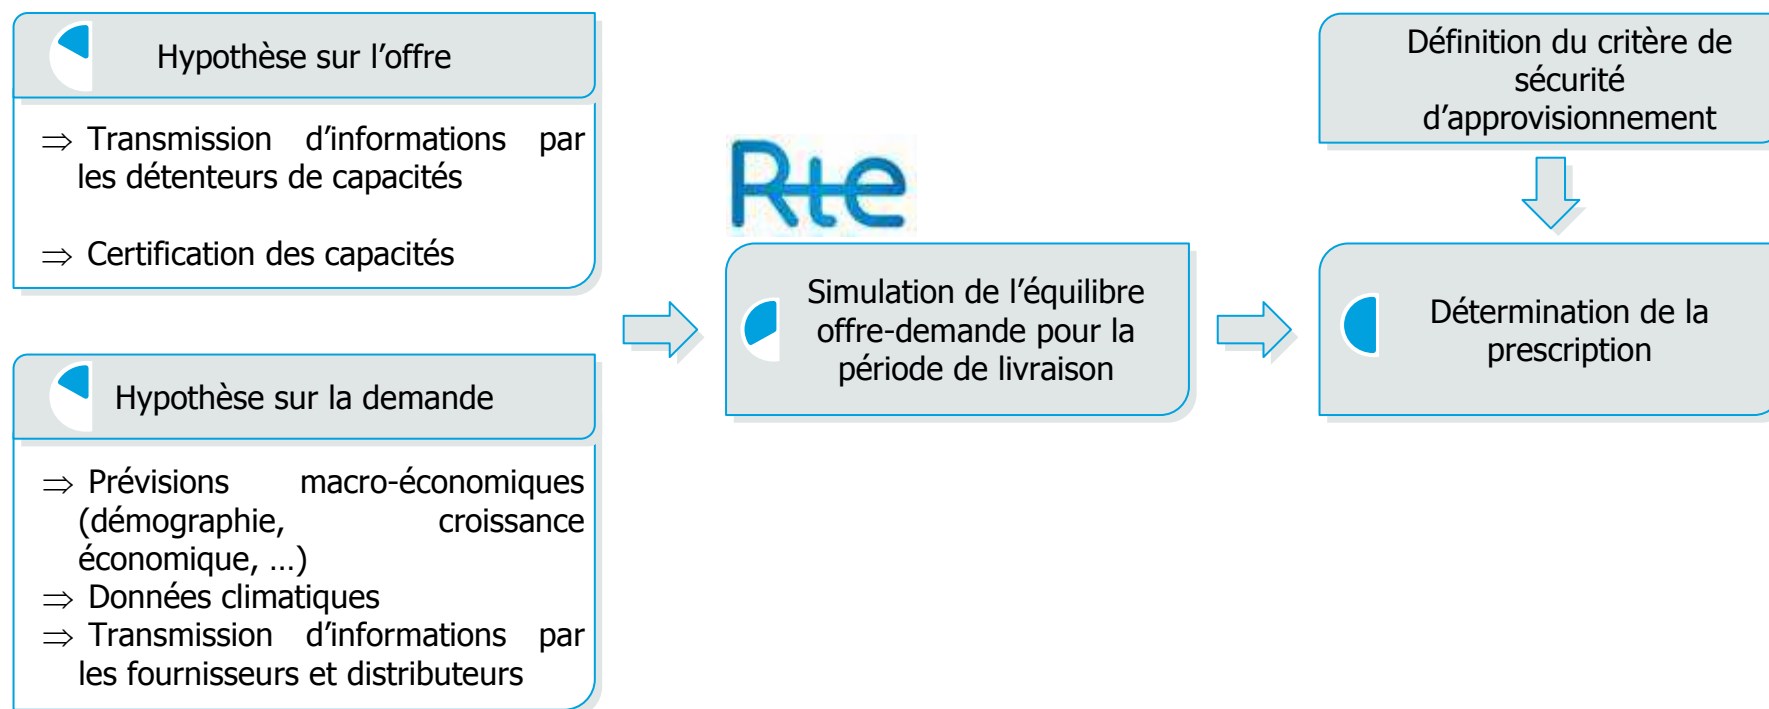 Hypothèse sur l’offre
⇒ Transmission d’informations par
les détenteurs de capacités
⇒ Certification des capacités
Hypothèse sur la demande
⇒ Prévisions macro-économiques
(démographie, croissance
économique, …)
⇒ Données climatiques
⇒ Transmission d’informations par
les fournisseurs et distributeurs
Rte
Simulation de l’équilibre
offre-demande pour la
période de livraison
Définition du critère de
sécurité
d’approvisionnement
Détermination de la
prescription